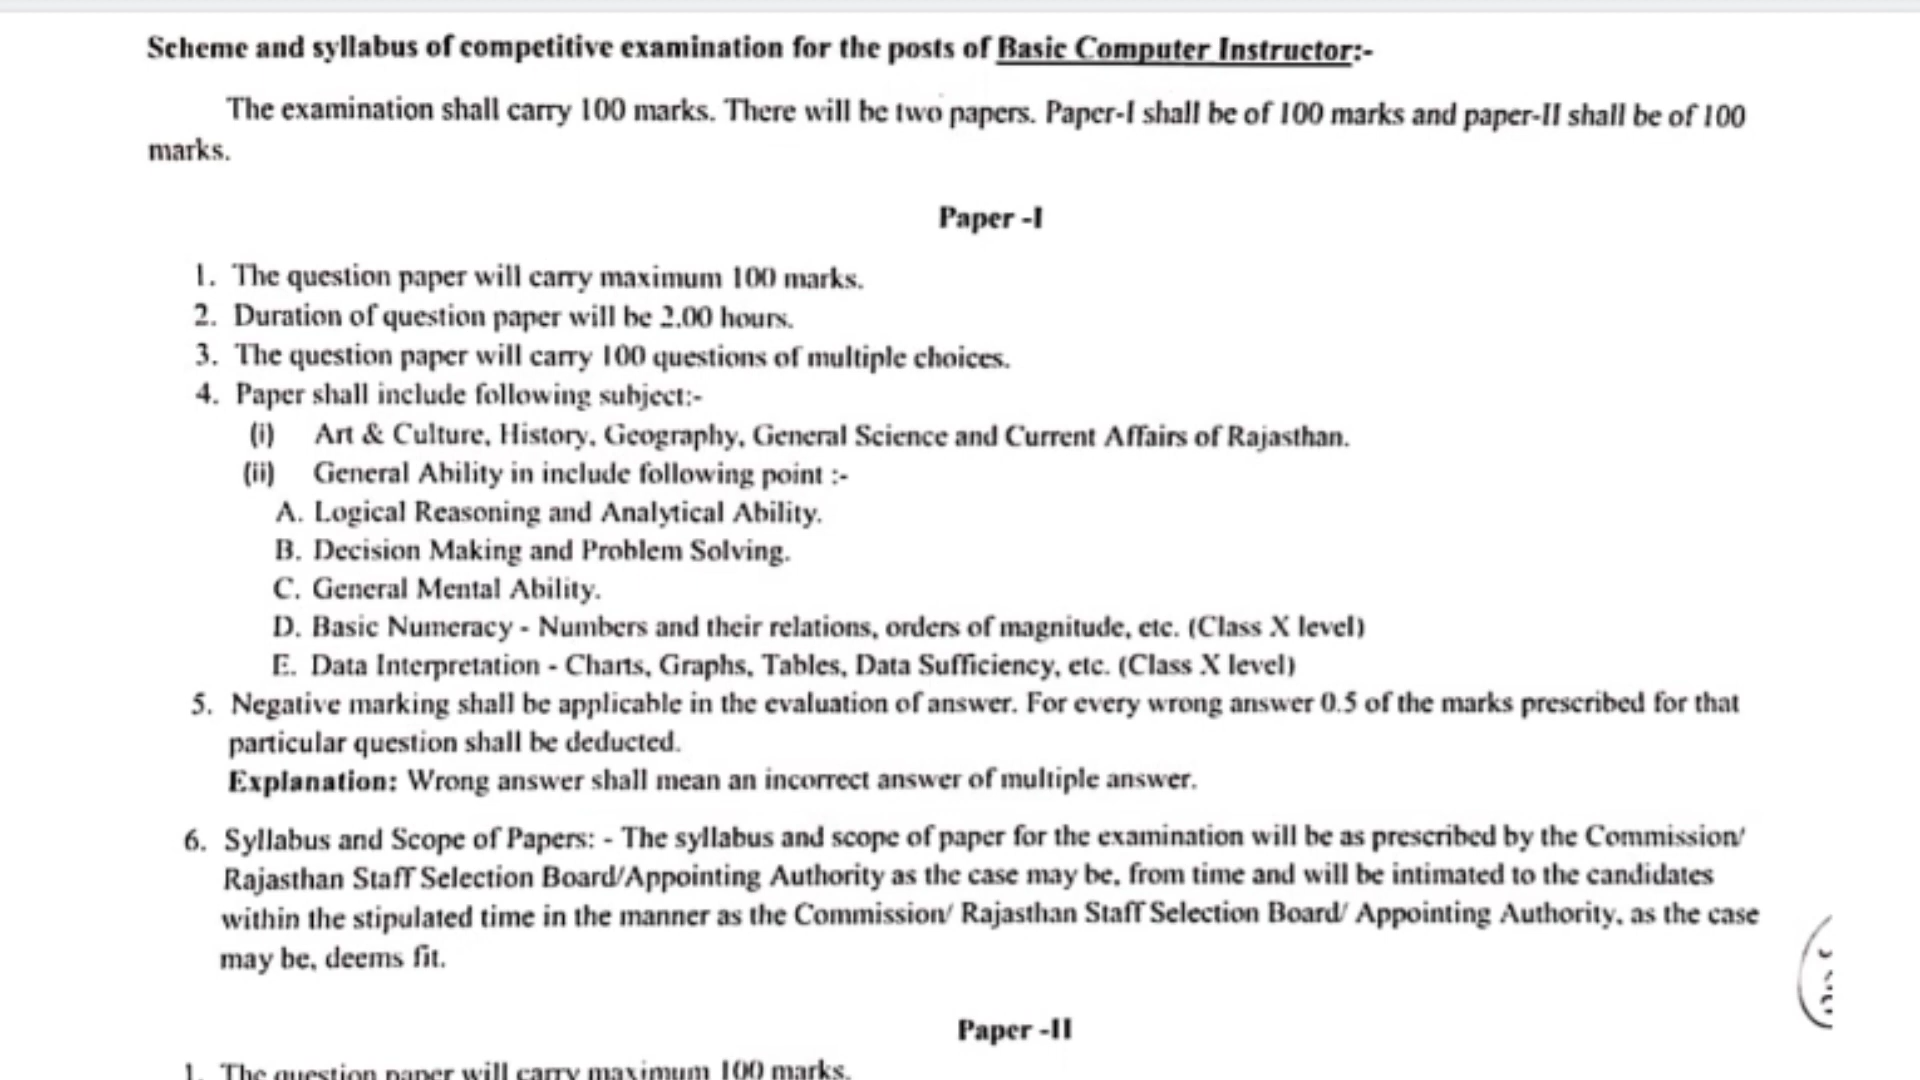 Scheme and syllabus of competitive examination for the posts of Basic Computer Instructor:-
The examination shall carry 100 marks. There will be two papers. Paper-I shall be of 100 marks and paper-II shall be of 100
marks.
Paper -I
1. The question paper will carry maximum 100 marks.
2. Duration of question paper will be 2.00 hours.
3. The question paper will carry 100 questions of multiple choices.
4. Paper shall include following subject:-
(i) Art & Culture, History, Geography, General Science and Current Affairs of Rajasthan.
(ii) General Ability in include following point :-
A. Logical Reasoning and Analytical Ability.
B. Decision Making and Problem Solving.
C. General Mental Ability.
D. Basic Numeracy - Numbers and their relations, orders of magnitude, etc. (Class X level)
E. Data Interpretation - Charts, Graphs, Tables, Data Sufficiency, etc. (Class X level)
5. Negative marking shall be applicable in the evaluation of answer. For every wrong answer 0.5 of the marks prescribed for that
particular question shall be deducted.
Explanation: Wrong answer shall mean an incorrect answer of multiple answer.
6. Syllabus and Scope of Papers: - The syllabus and scope of paper for the examination will be as prescribed by the Commission/
Rajasthan Staff Selection Board/Appointing Authority as the case may be, from time and will be intimated to the candidates
within the stipulated time in the manner as the Commission/ Rajasthan Staff Selection Board/ Appointing Authority, as the case
may be, deems fit.
Paper -II
1. The question paper will carry maximum 100 marks.